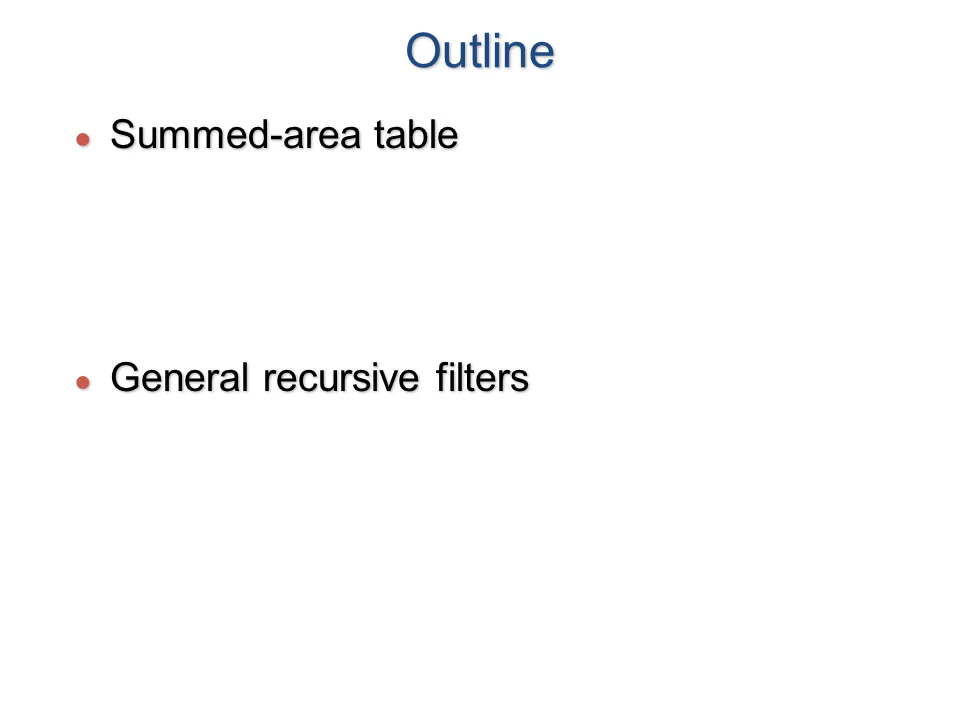 Outline
● Summed-area table
● General recursive filters